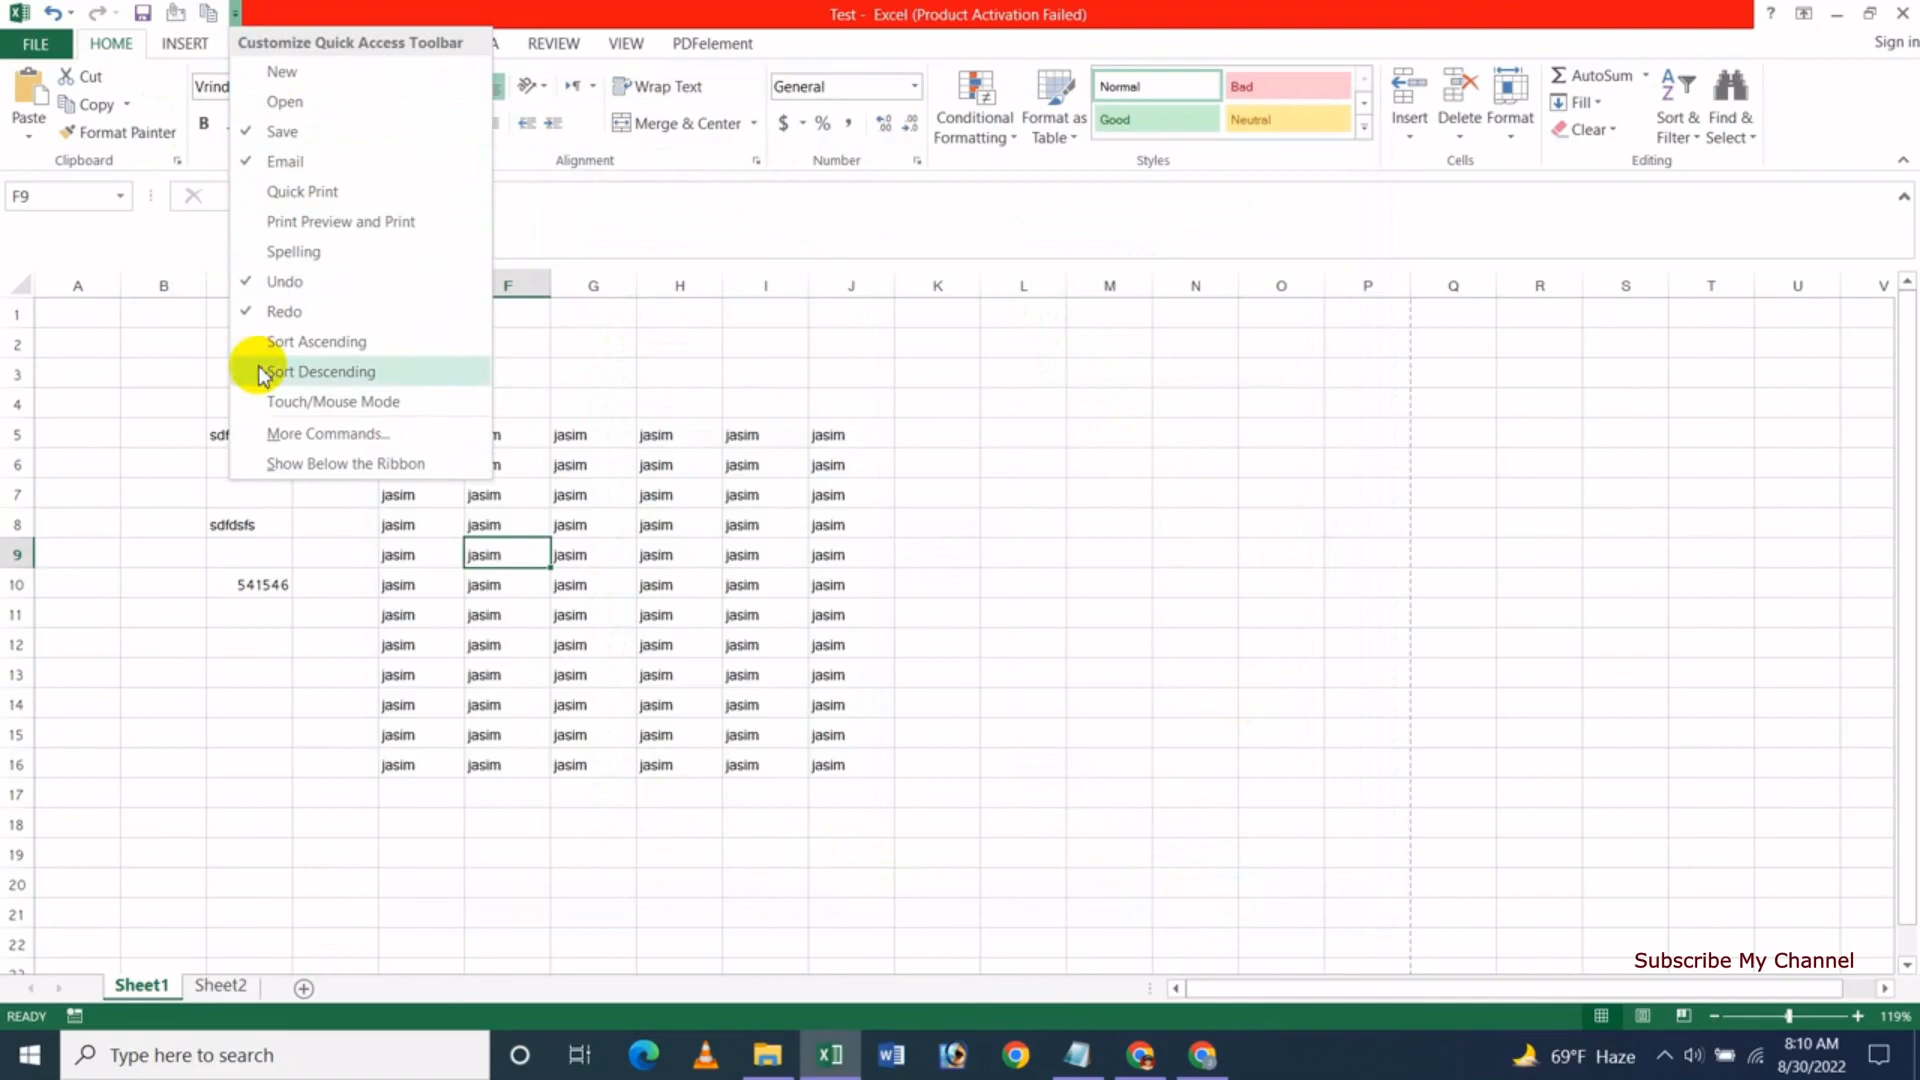 Test - Excel (Product Activation Failed)
?
FILE
HOME
INSERT
REVIEW
VIEW
PDFelement
Sign in
Customize Quick Access Toolbar
New
Open
Save
Email
Quick Print
Print Preview and Print
Spelling
Undo
Redo
Sort Ascending
Sort Descending
Touch/Mouse Mode
More Commands...
Show Below the Ribbon
Paste
Cut
Copy
Format Painter
Clipboard
B
Wrap Text
Merge & Center
Alignment
General
$ % ,
Number
Conditional Formatting
Format as Table
Normal
Bad
Good
Neutral
Styles
Insert
Delete
Format
Cells
AutoSum
Fill
Clear
Sort & Filter
Find & Select
Editing
F9
A B F G H I J K L M N O P Q R S T U V
1
2
3
4
5 jasim jasim jasim jasim
6 jasim jasim jasim jasim
7 jasim jasim jasim jasim jasim jasim
8 sdfdsfs jasim jasim jasim jasim jasim jasim
9 jasim jasim jasim jasim jasim jasim
10 541546 jasim jasim jasim jasim jasim jasim
11 jasim jasim jasim jasim jasim jasim
12 jasim jasim jasim jasim jasim jasim
13 jasim jasim jasim jasim jasim jasim
14 jasim jasim jasim jasim jasim jasim
15 jasim jasim jasim jasim jasim jasim
16 jasim jasim jasim jasim jasim jasim
17
18
19
20
21
22
Subscribe My Channel
Sheet1
Sheet2
READY
119%
Type here to search
69°F Haze
8:10 AM
8/30/2022